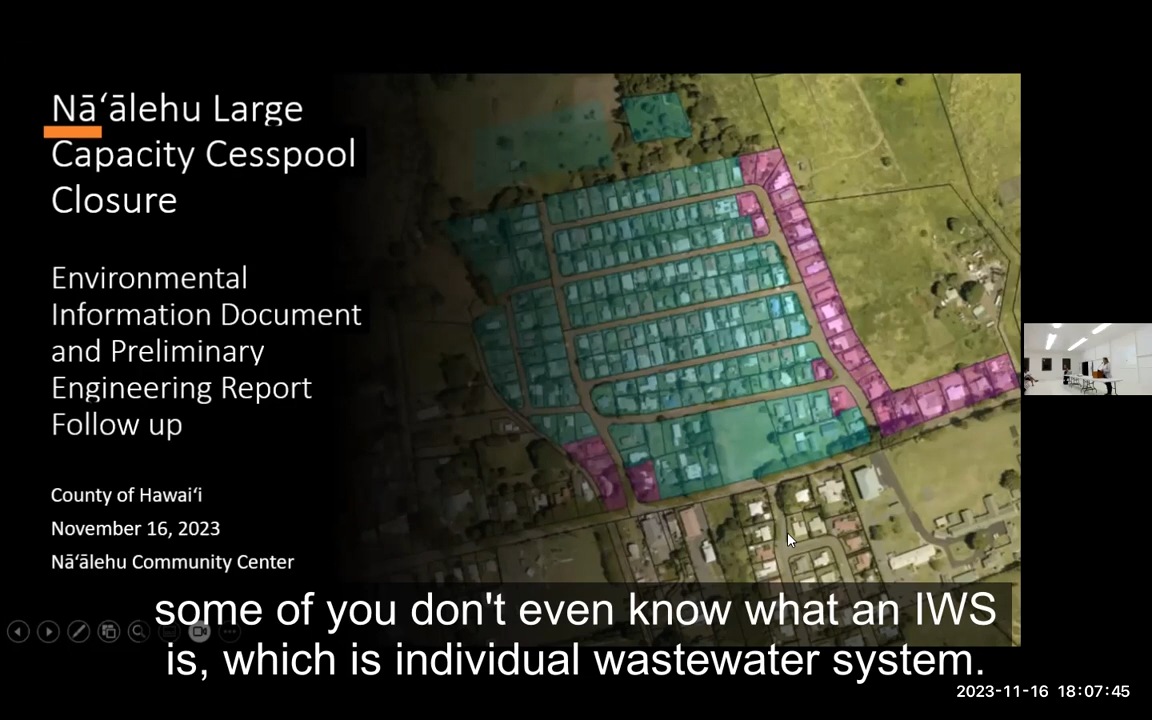 Nāʻālehu Large
Capacity Cesspool
Closure
Environmental
Information Document
and Preliminary
Engineering Report
Follow up
County of Hawaiʻi
November 16, 2023
Nāʻālehu Community Center
some of you don't even know what an IWS
is, which is individual wastewater system.
2023-11-16 18:07:45